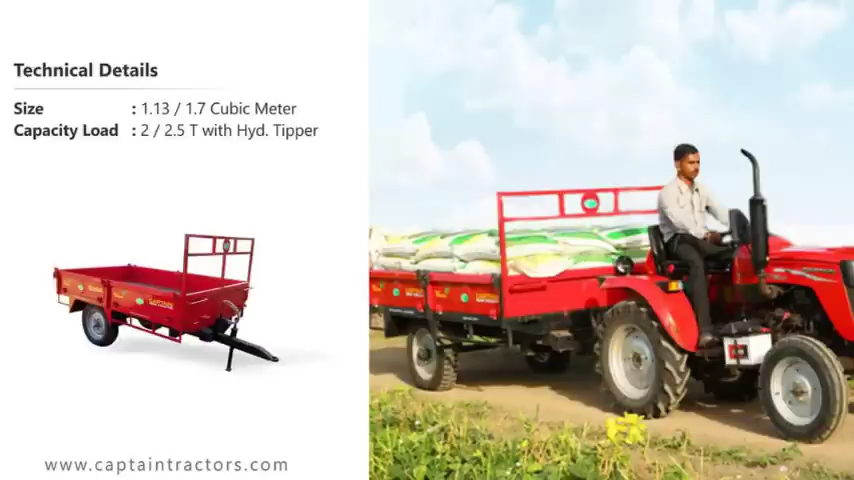 Technical Details
Size : 1.13 / 1.7 Cubic Meter
Capacity Load : 2 / 2.5 T with Hyd. Tipper
www.captaintractors.com